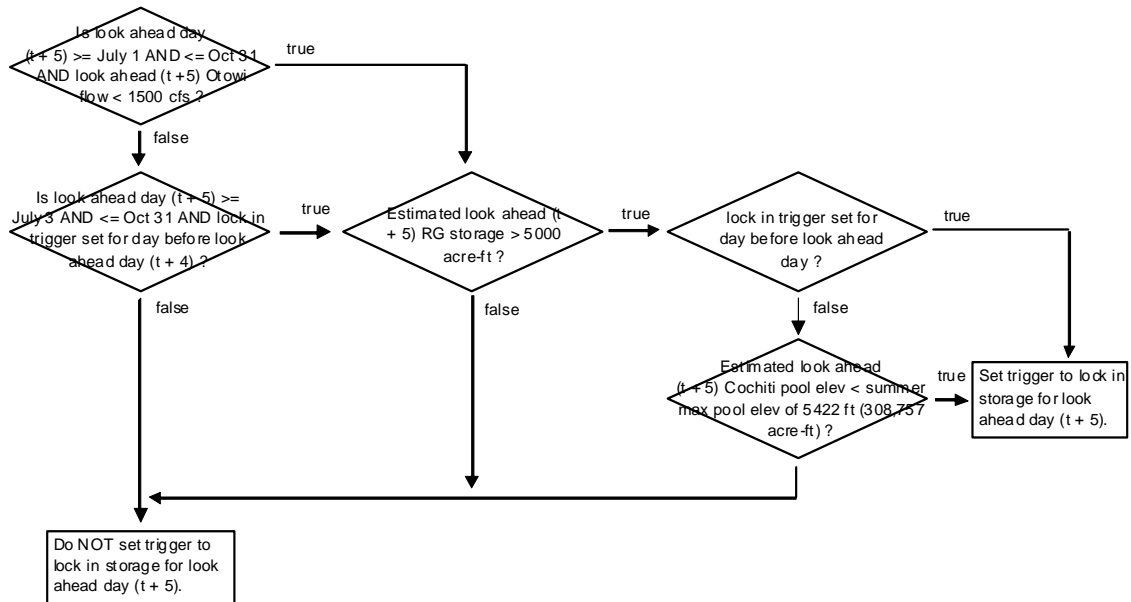 Is look ahead day
(t + 5) >= July 1 AND <= Oct 31
AND look ahead (t +5) Otowi
flow < 1500 cfs ?
true
false
Is look ahead day (t + 5) >=
July 3 AND <= Oct 31 AND lock in
trigger set for day before look
ahead day (t + 4) ?
true
false
Estimated look ahead (t
+ 5) RG storage > 5000
acre-ft ?
true
false
lock in trigger set for
day before look ahead
day ?
true
false
Estimated look ahead
(t + 5) Cochiti pool elev < summer
max pool elev of 5422 ft (308,757
acre-ft) ?
true
Set trigger to lock in
storage for look
ahead day (t + 5).
Do NOT set trigger to
lock in storage for look
ahead day (t + 5).